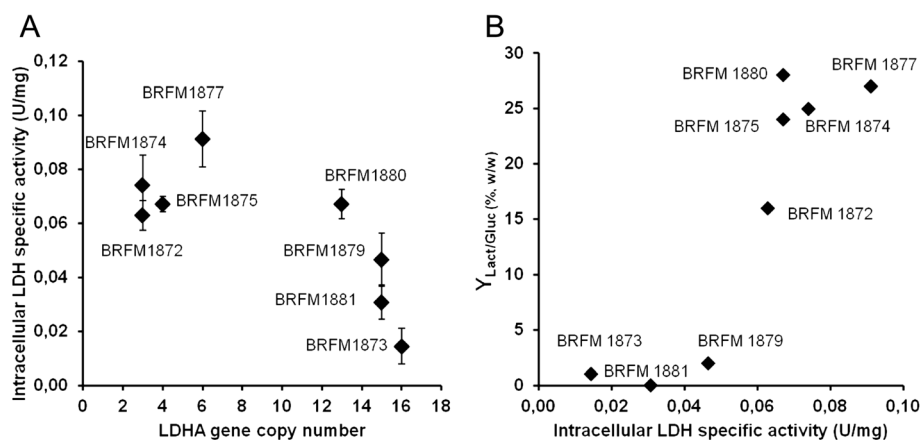 A
Intracellular LDH specific activity (U/mg)
0,12
0,10
0,08
0,06
0,04
0,02
0,00
BRFM1877
BRFM1874
BRFM1875
BRFM1872
BRFM1880
BRFM1879
BRFM1881
BRFM1873
0 2 4 6 8 10 12 14 16 18
LDHA gene copy number
B
Y Lact/Gluc (%, w/w)
30
25
20
15
10
5
0
BRFM 1877
BRFM 1880
BRFM 1875
BRFM 1874
BRFM 1872
BRFM 1873
BRFM 1879
BRFM 1881
0,00 0,02 0,04 0,06 0,08 0,10
Intracellular LDH specific activity (U/mg)